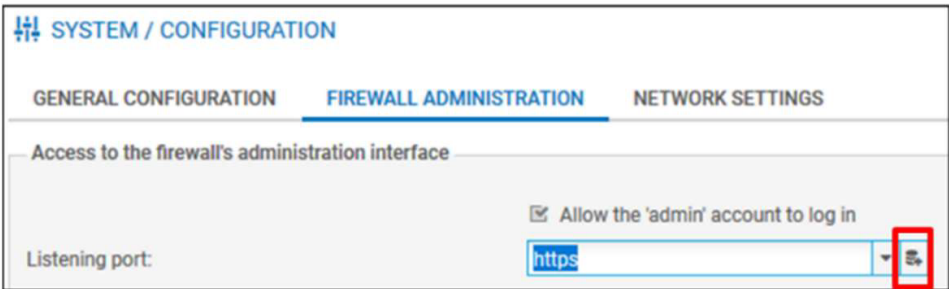 SYSTEM / CONFIGURATION
GENERAL CONFIGURATION FIREWALL ADMINISTRATION NETWORK SETTINGS
Access to the firewall's administration interface
Allow the 'admin' account to log in
Listening port: https